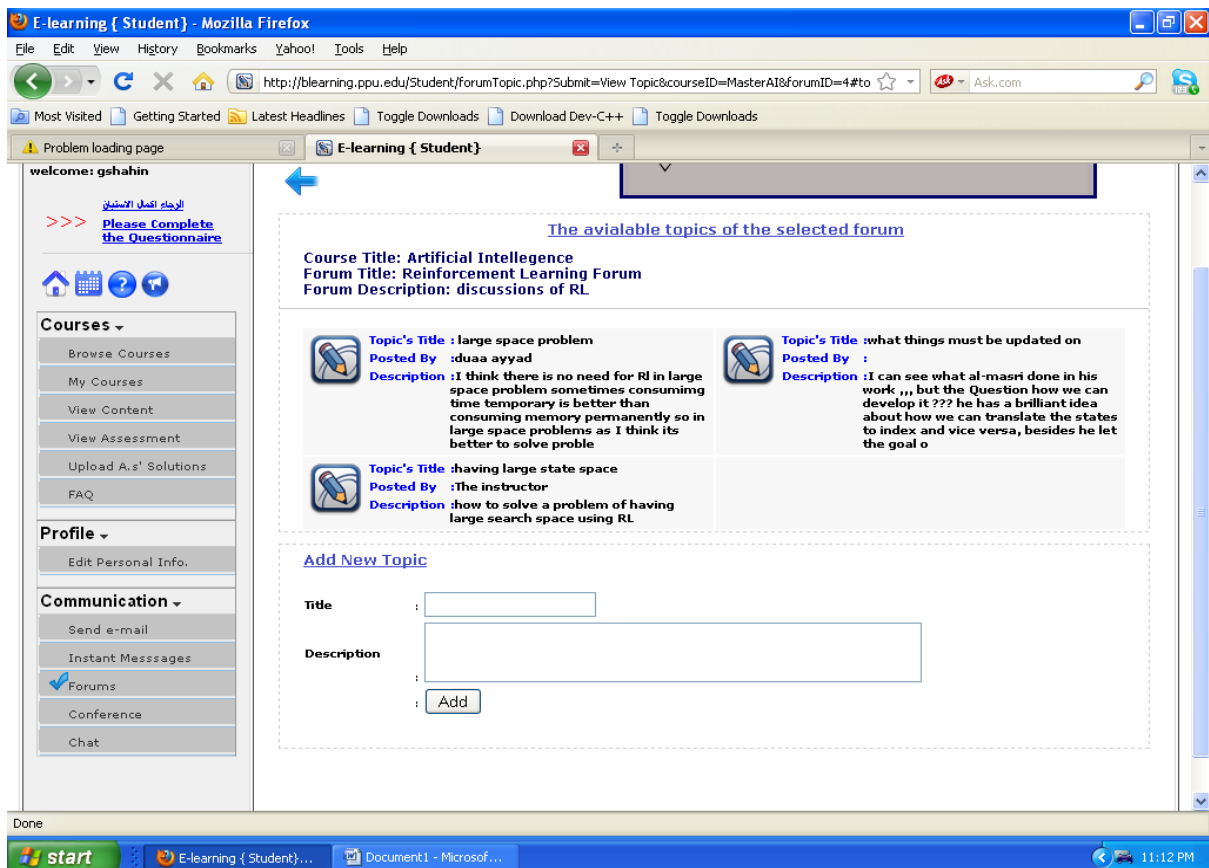 E-learning { Student} - Mozilla Firefox
File Edit View History Bookmarks Yahoo! Tools Help
http://blearning.ppu.edu/Student/forumTopic.php?Submit=View Topic&courseID=MasterAI&forumID=4#to
Ask.com
Most Visited Getting Started Latest Headlines Toggle Downloads Download Dev-C++ Toggle Downloads
Problem loading page
E-learning { Student}
welcome: gshahin
الرجاء اكمال الاستبيان
>>> Please Complete
the Questionnaire
Courses
Browse Courses
My Courses
View Content
View Assessment
Upload A.s' Solutions
FAQ
Profile
Edit Personal Info.
Communication
Send e-mail
Instant Messsages
Forums
Conference
Chat
The avialable topics of the selected forum
Course Title: Artificial Intellegence
Forum Title: Reinforcement Learning Forum
Forum Description: discussions of RL
Topic's Title : large space problem
Posted By :duaa ayyad
Description :I think there is no need for Rl in large
space problem sometimes consumimg
time temporary is better than
consuming memory permanently so in
large space problems as I think its
better to solve proble
Topic's Title :what things must be updated on
Posted By :
Description :I can see what al-masri done in his
work ,,, but the Question how we can
develop it ??? he has a brilliant idea
about how we can translate the states
to index and vice versa, besides he let
the goal o
Topic's Title :having large state space
Posted By :The instructor
Description :how to solve a problem of having
large search space using RL
Add New Topic
Title :
Description :
: Add
Done
start
E-learning { Student}...
Document1 - Microsof...
11:12 PM